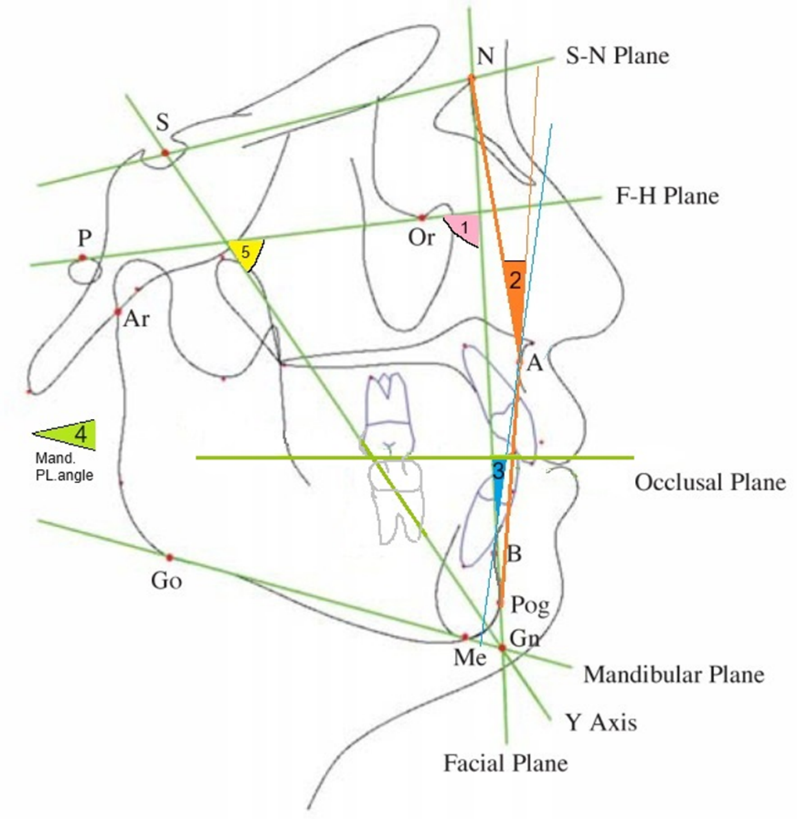 N
S-N Plane
S
F-H Plane
P
Or
1
5
2
Ar
A
4
Mand.
PL.angle
3
Occlusal Plane
B
Go
Pog
Gn
Me
Mandibular Plane
Y Axis
Facial Plane